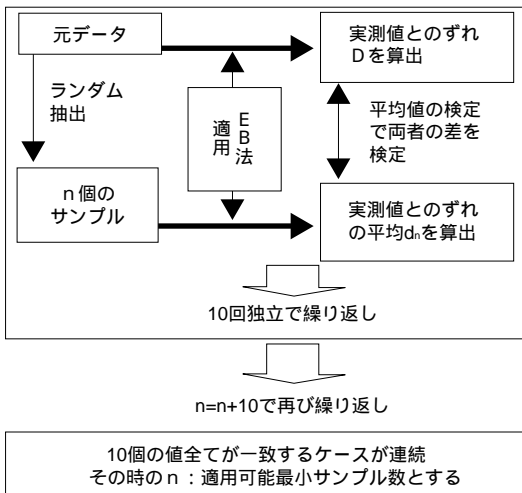 元データ
実測値とのずれ
Dを算出
ランダム
抽出
EB法
適用
平均値の検定
で両者の差を
検定
n個の
サンプル
実測値とのずれ
の平均dnを算出
10回独立で繰り返し
n=n+10で再び繰り返し
10個の値全てが一致するケースが連続
その時のn：適用可能最小サンプル数とする